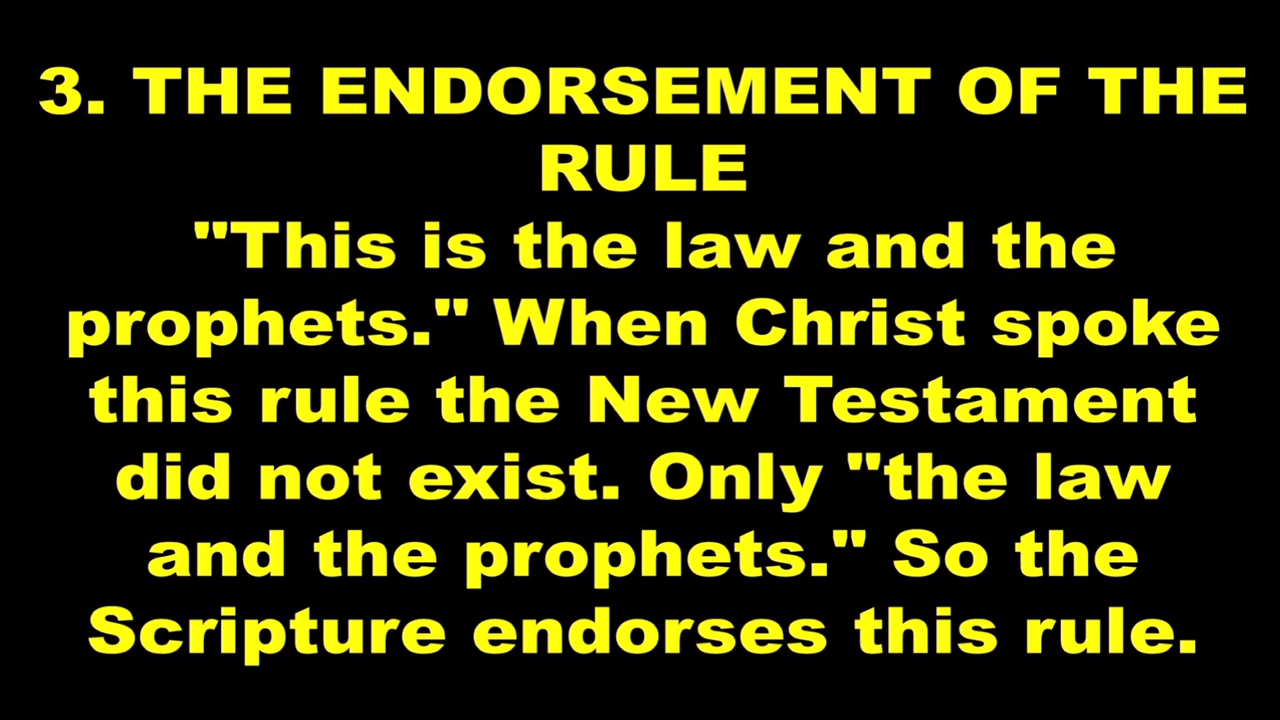 3. THE ENDORSEMENT OF THE
RULE
"This is the law and the
prophets." When Christ spoke
this rule the New Testament
did not exist. Only "the law
and the prophets." So the
Scripture endorses this rule.